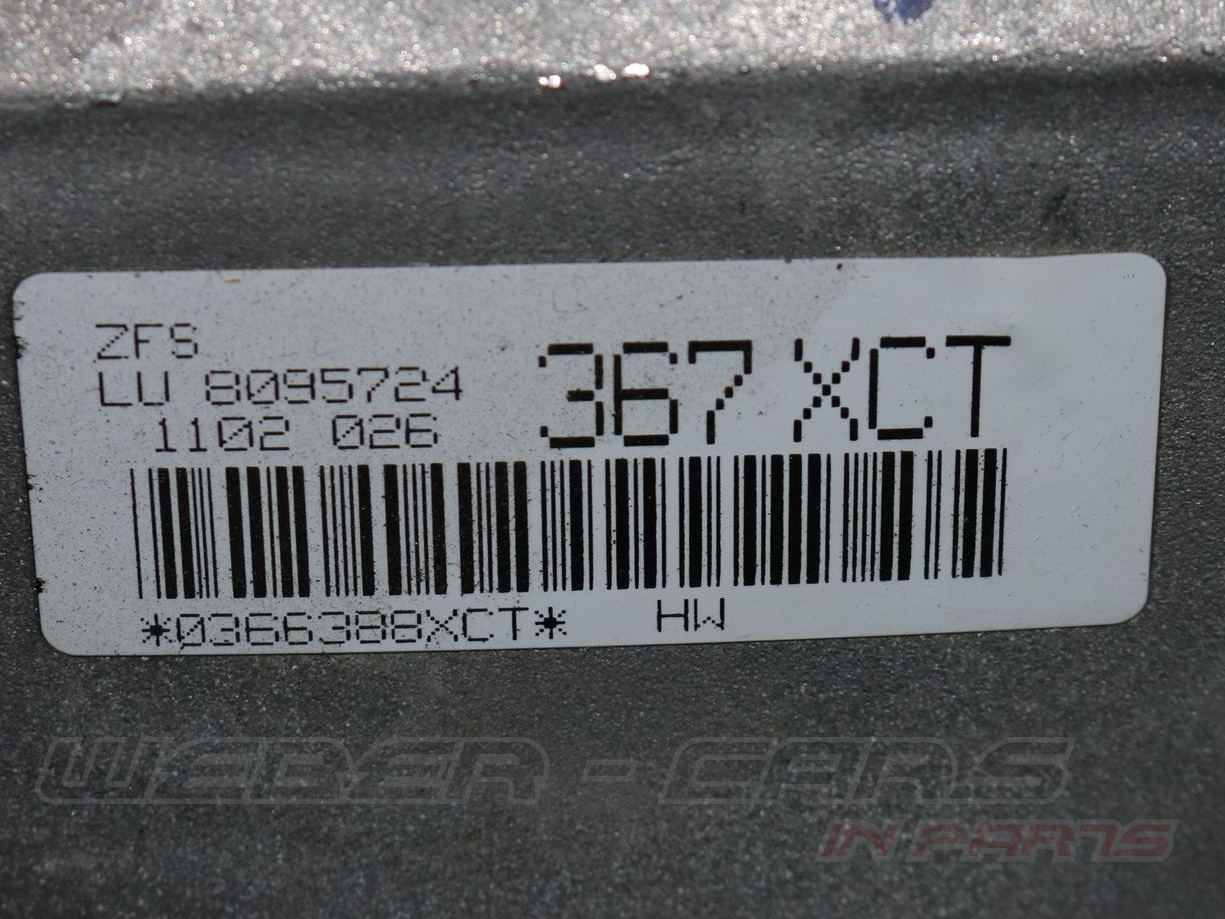 ZFS
LU 8095724
1102 026
367 XCT
*0366388XCT* HW
WEBER-CARS
IN PARTS